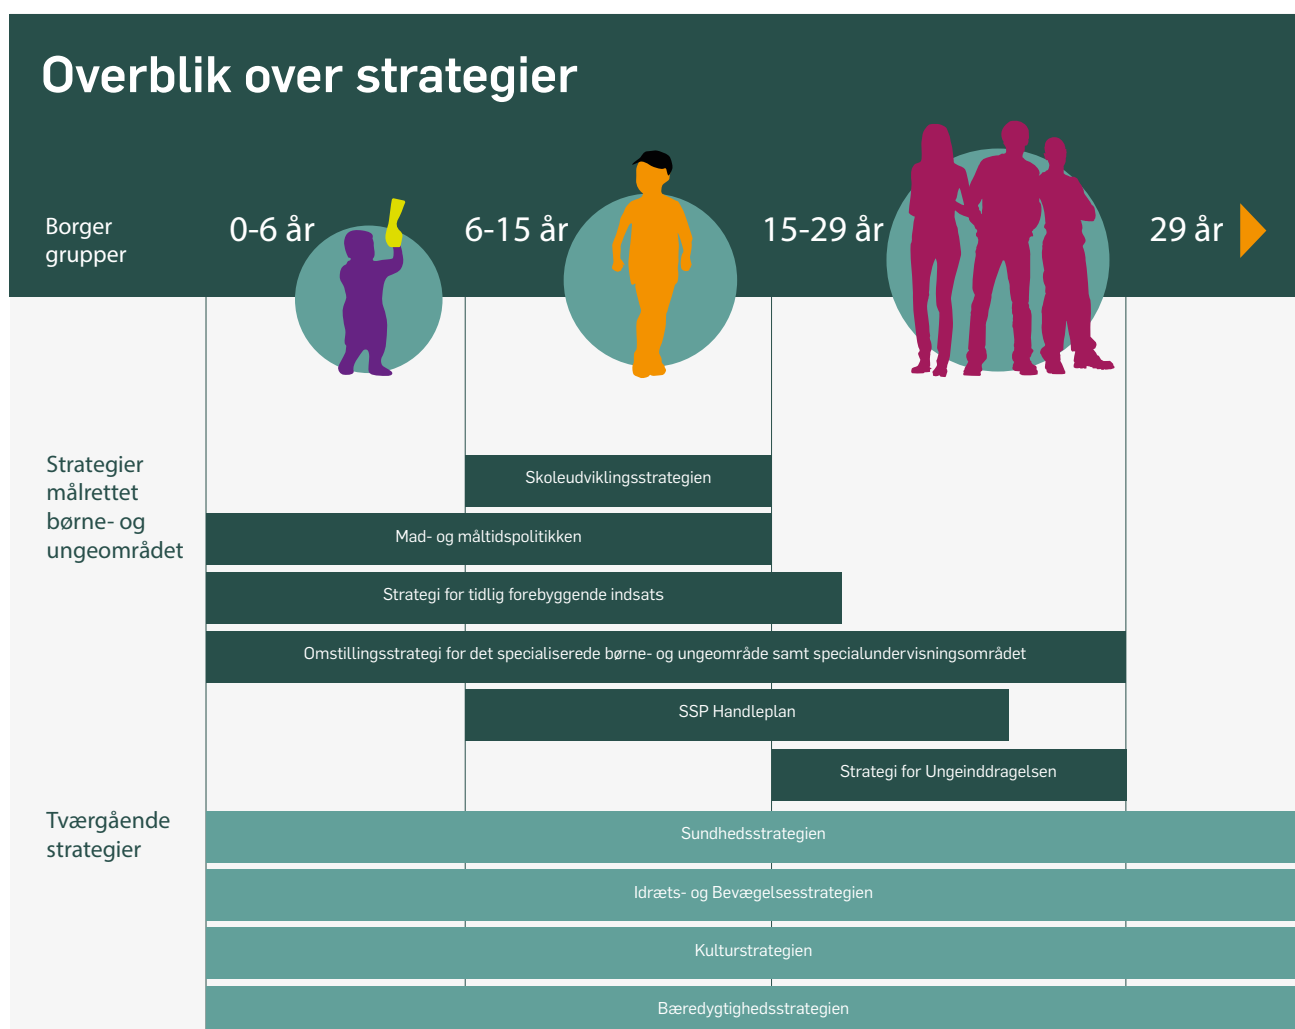 Overblik over strategier
Borger
grupper
0-6 år
6-15 år
15-29 år
29 år
Strategier
målrettet
børne- og
ungeområdet
Skoleudviklingsstrategien
Mad- og måltidspolitikken
Strategi for tidlig forebyggende indsats
Omstillingsstrategi for det specialiserede børne- og ungeområde samt specialundervisningsområdet
SSP Handleplan
Strategi for Ungeinddragelsen
Tværgående
strategier
Sundhedsstrategien
Idræts- og Bevægelsesstrategien
Kulturstrategien
Bæredygtighedsstrategien